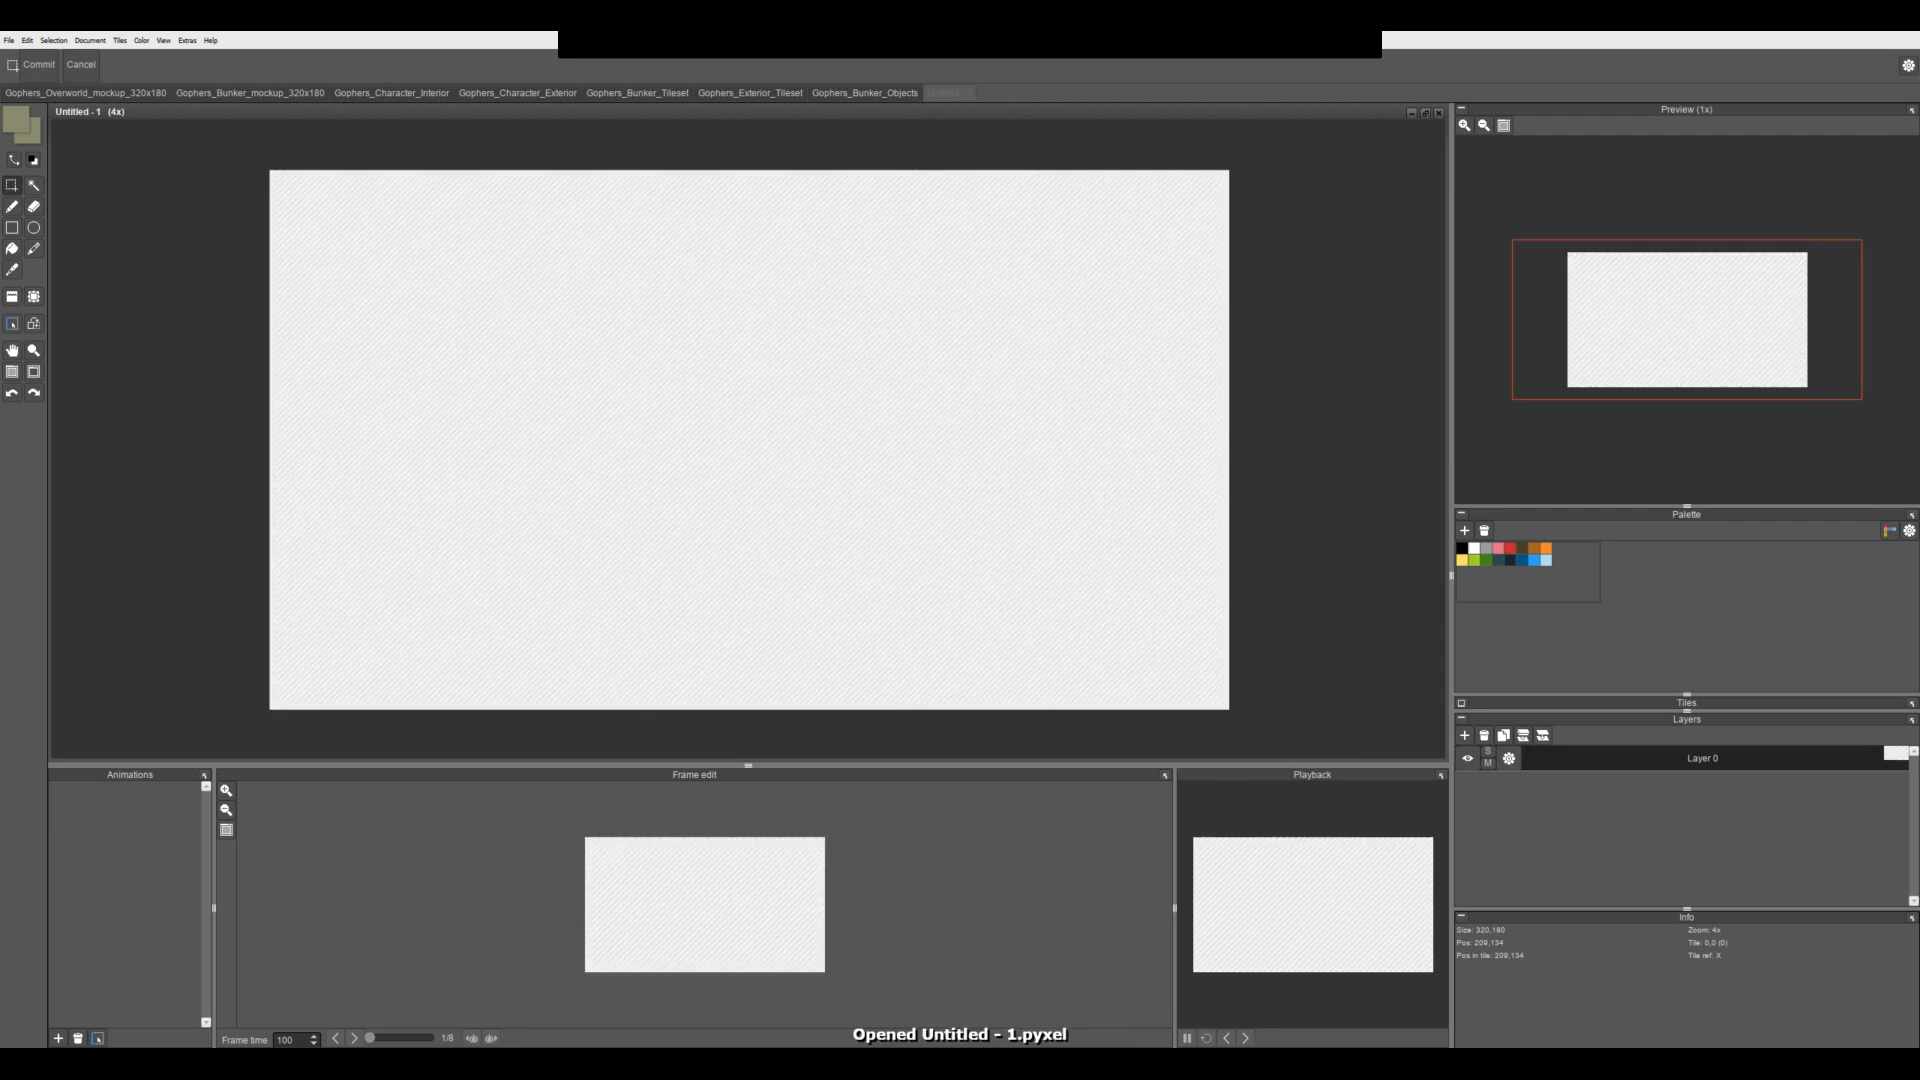 File Edit Selection Document Tiles Color View Extras Help
Commit Cancel
Gophers_Overworld_mockup_320x180 Gophers_Bunker_mockup_320x180 Gophers_Character_Interior Gophers_Character_Exterior Gophers_Bunker_Tileset Gophers_Exterior_Tileset Gophers_Bunker_Objects
Untitled - 1 (4x)
Preview (1x)
Palette
Tiles
Layers
S
M
Layer 0
Animations
Frame edit
Playback
Info
Size: 320,180
Zoom: 4x
Pos: 209,134
Tile: 0,0 (0)
Pos in tile: 209,134
Tile ref: X
Frame time 100
1/8
Opened Untitled - 1.pyxel